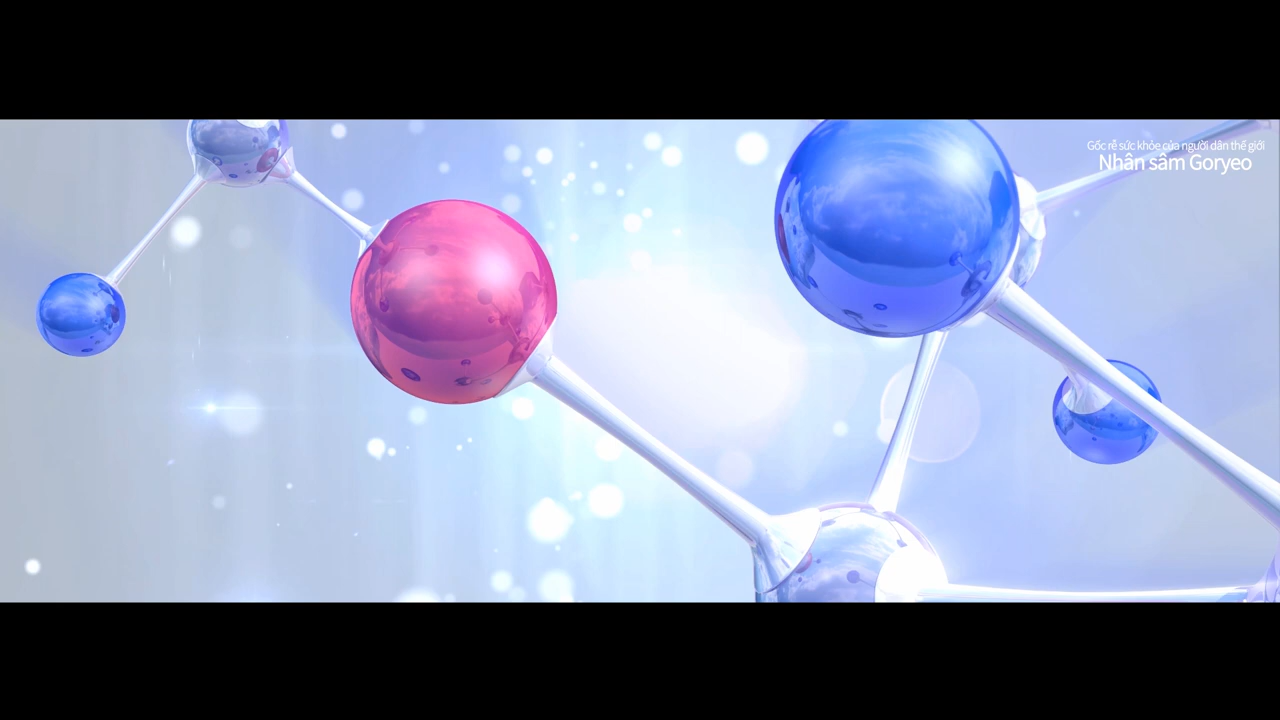 Gốc rễ sức khỏe của người dân thế giới
Nhân sâm Goryeo